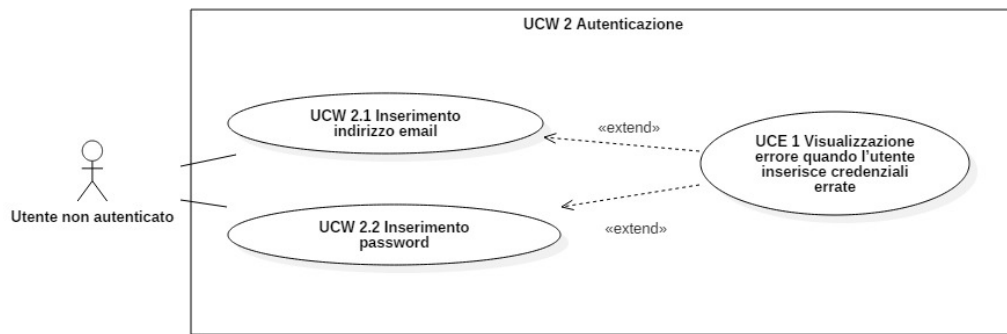 UCW 2 Autenticazione
UCW 2.1 Inserimento
indirizzo email
«extend»
UCE 1 Visualizzazione
errore quando l'utente
inserisce credenziali
errate
Utente non autenticato
UCW 2.2 Inserimento
password
«extend»